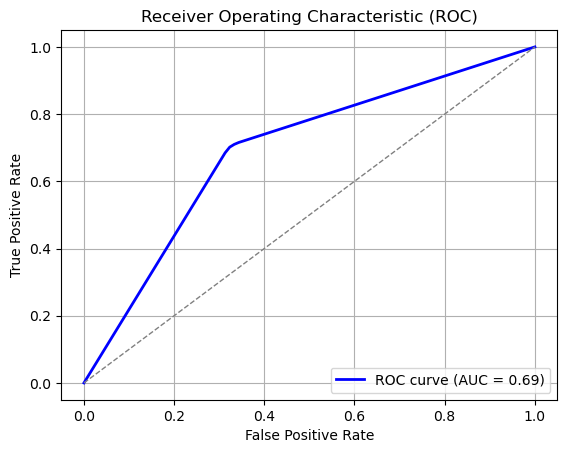 Receiver Operating Characteristic (ROC)
1.0
0.8
0.6
0.4
0.2
0.0
True Positive Rate
ROC curve (AUC = 0.69)
0.0 0.2 0.4 0.6 0.8 1.0
False Positive Rate